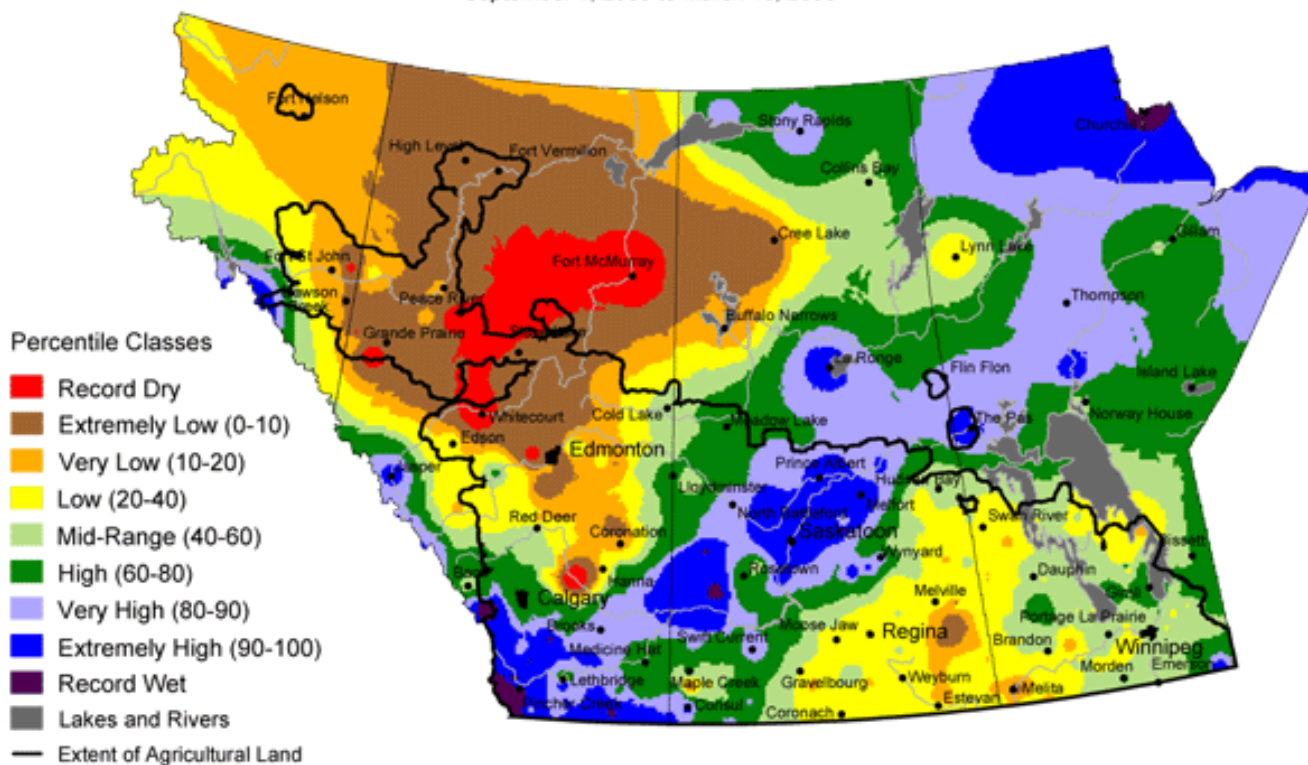 Fort Nelson
High Level
Fort Vermilion
Stony Rapids
Churchill
Collins Bay
Fort St John
Fort McMurray
Cree Lake
Lynn Lake
Gillam
Dawson Creek
Peace River
Thompson
Percentile Classes
Grande Prairie
Buffalo Narrows
La Ronge
Flin Flon
Island Lake
Record Dry
Extremely Low (0-10)
Whitecourt
Cold Lake
Meadow Lake
The Pas
Norway House
Very Low (10-20)
Edson
Edmonton
Jasper
Lloydminster
Prince Albert
Hudson Bay
Low (20-40)
North Battleford
Melfort
Mid-Range (40-60)
Red Deer
Coronation
Saskatoon
Swan River
Wynyard
Bissett
High (60-80)
Hanna
Rosetown
Dauphin
Gimli
Very High (80-90)
Calgary
Melville
Portage La Prairie
Extremely High (90-100)
Brooks
Swift Current
Moose Jaw
Regina
Brandon
Winnipeg
Medicine Hat
Record Wet
Lethbridge
Maple Creek
Gravelbourg
Weyburn
Morden
Emerson
Lakes and Rivers
Pincher Creek
Consul
Coronach
Estevan
Melita
Extent of Agricultural Land